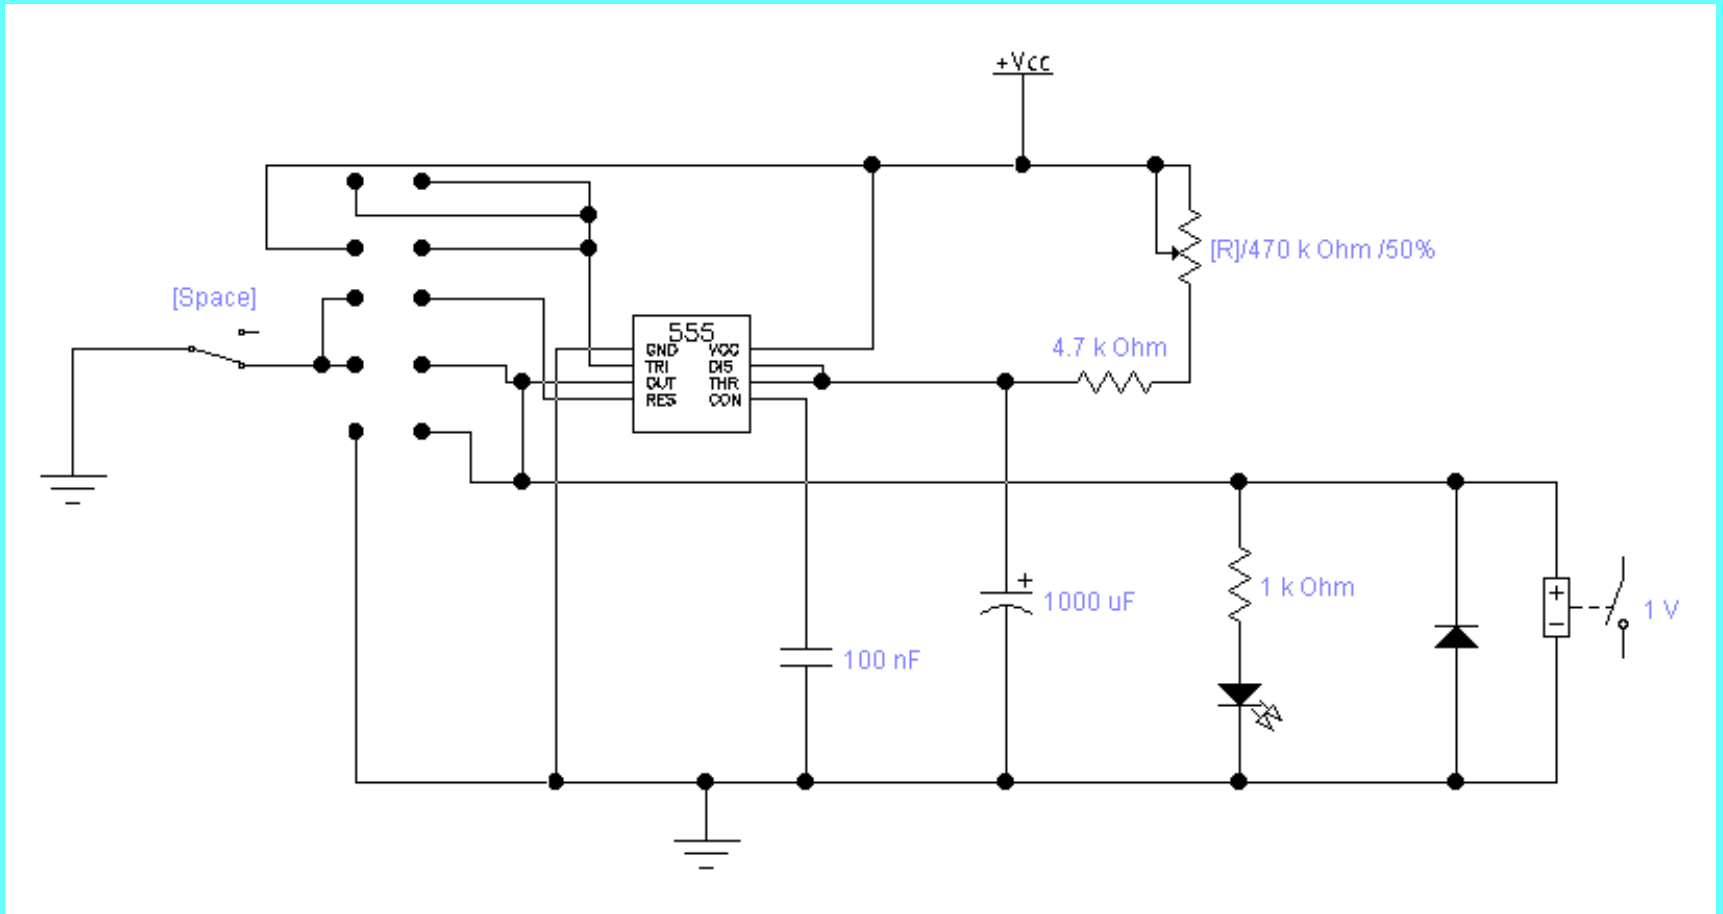 +Vcc
[R]/470 k Ohm /50%
[Space]
555
GND VCC
TRI DIS
OUT THR
RES CON
4.7 k Ohm
+
1000 uF
1 k Ohm
+
−
1 V
100 nF